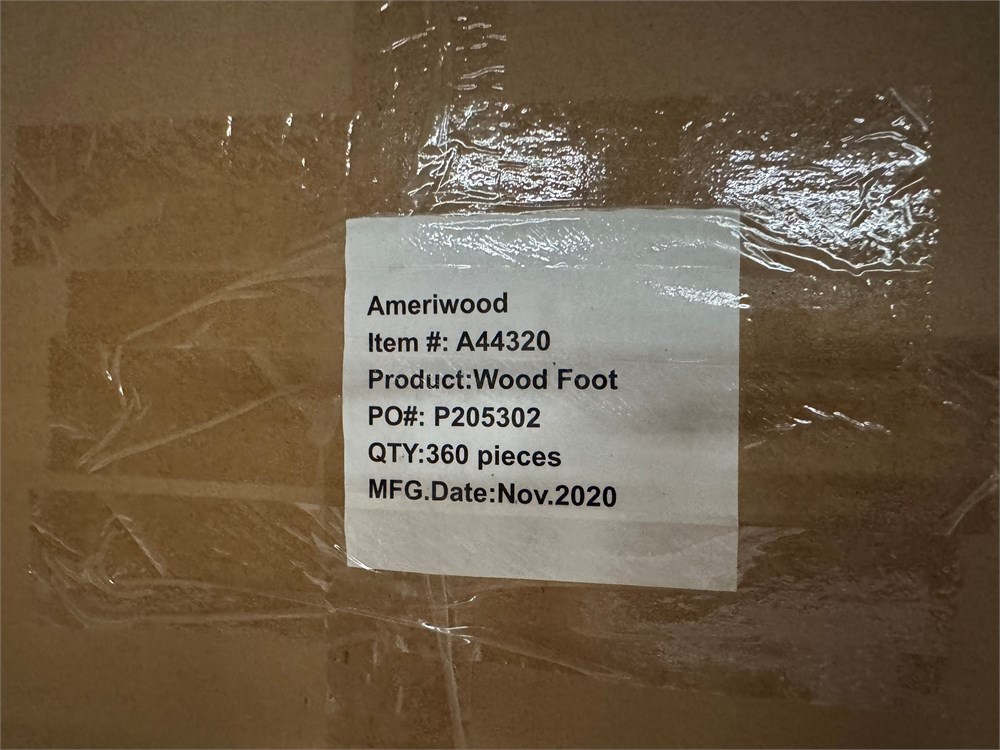 Ameriwood
Item #: A44320
Product:Wood Foot
PO#: P205302
QTY:360 pieces
MFG.Date:Nov.2020